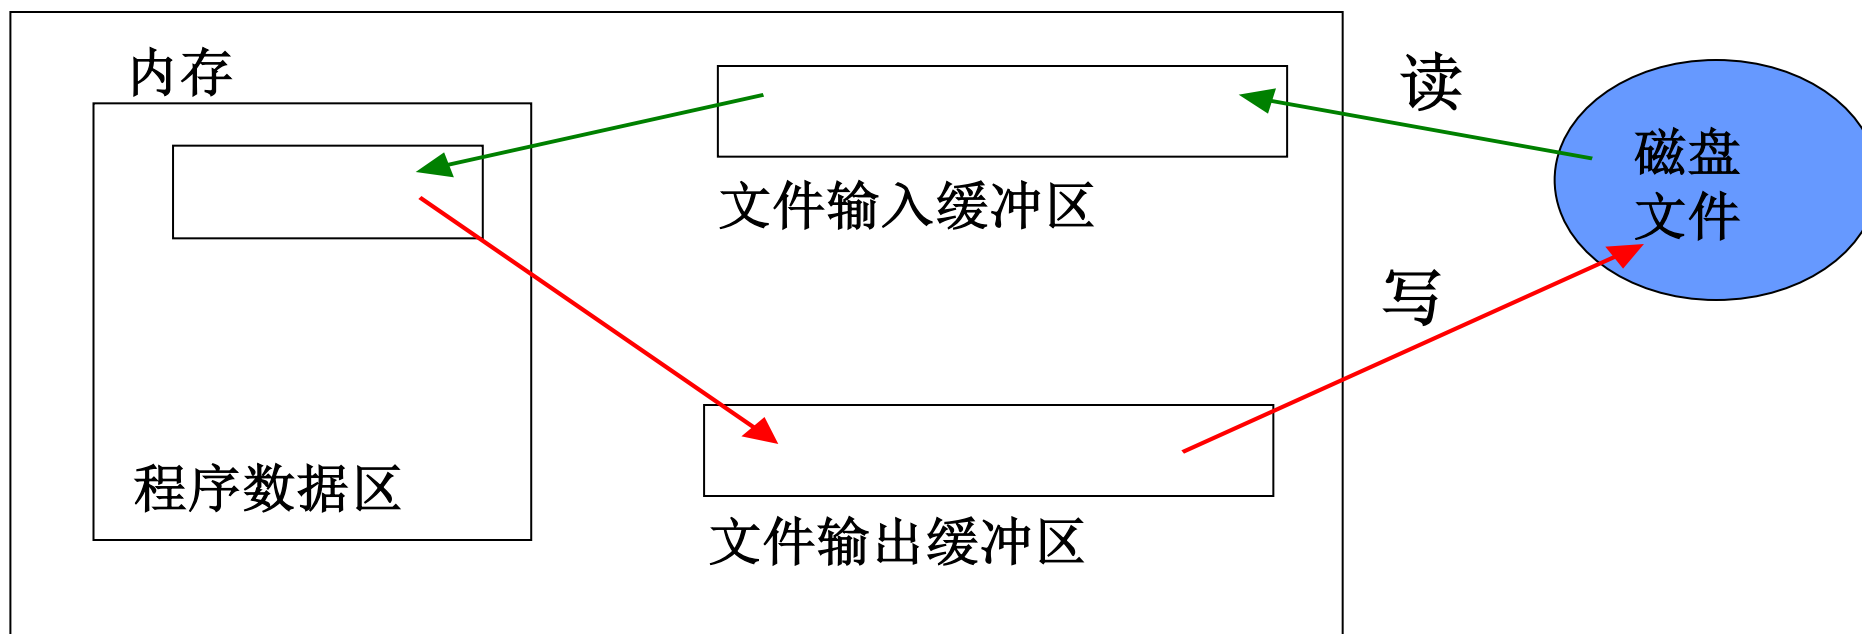 内存
读
磁盘
文件
文件输入缓冲区
写
程序数据区
文件输出缓冲区